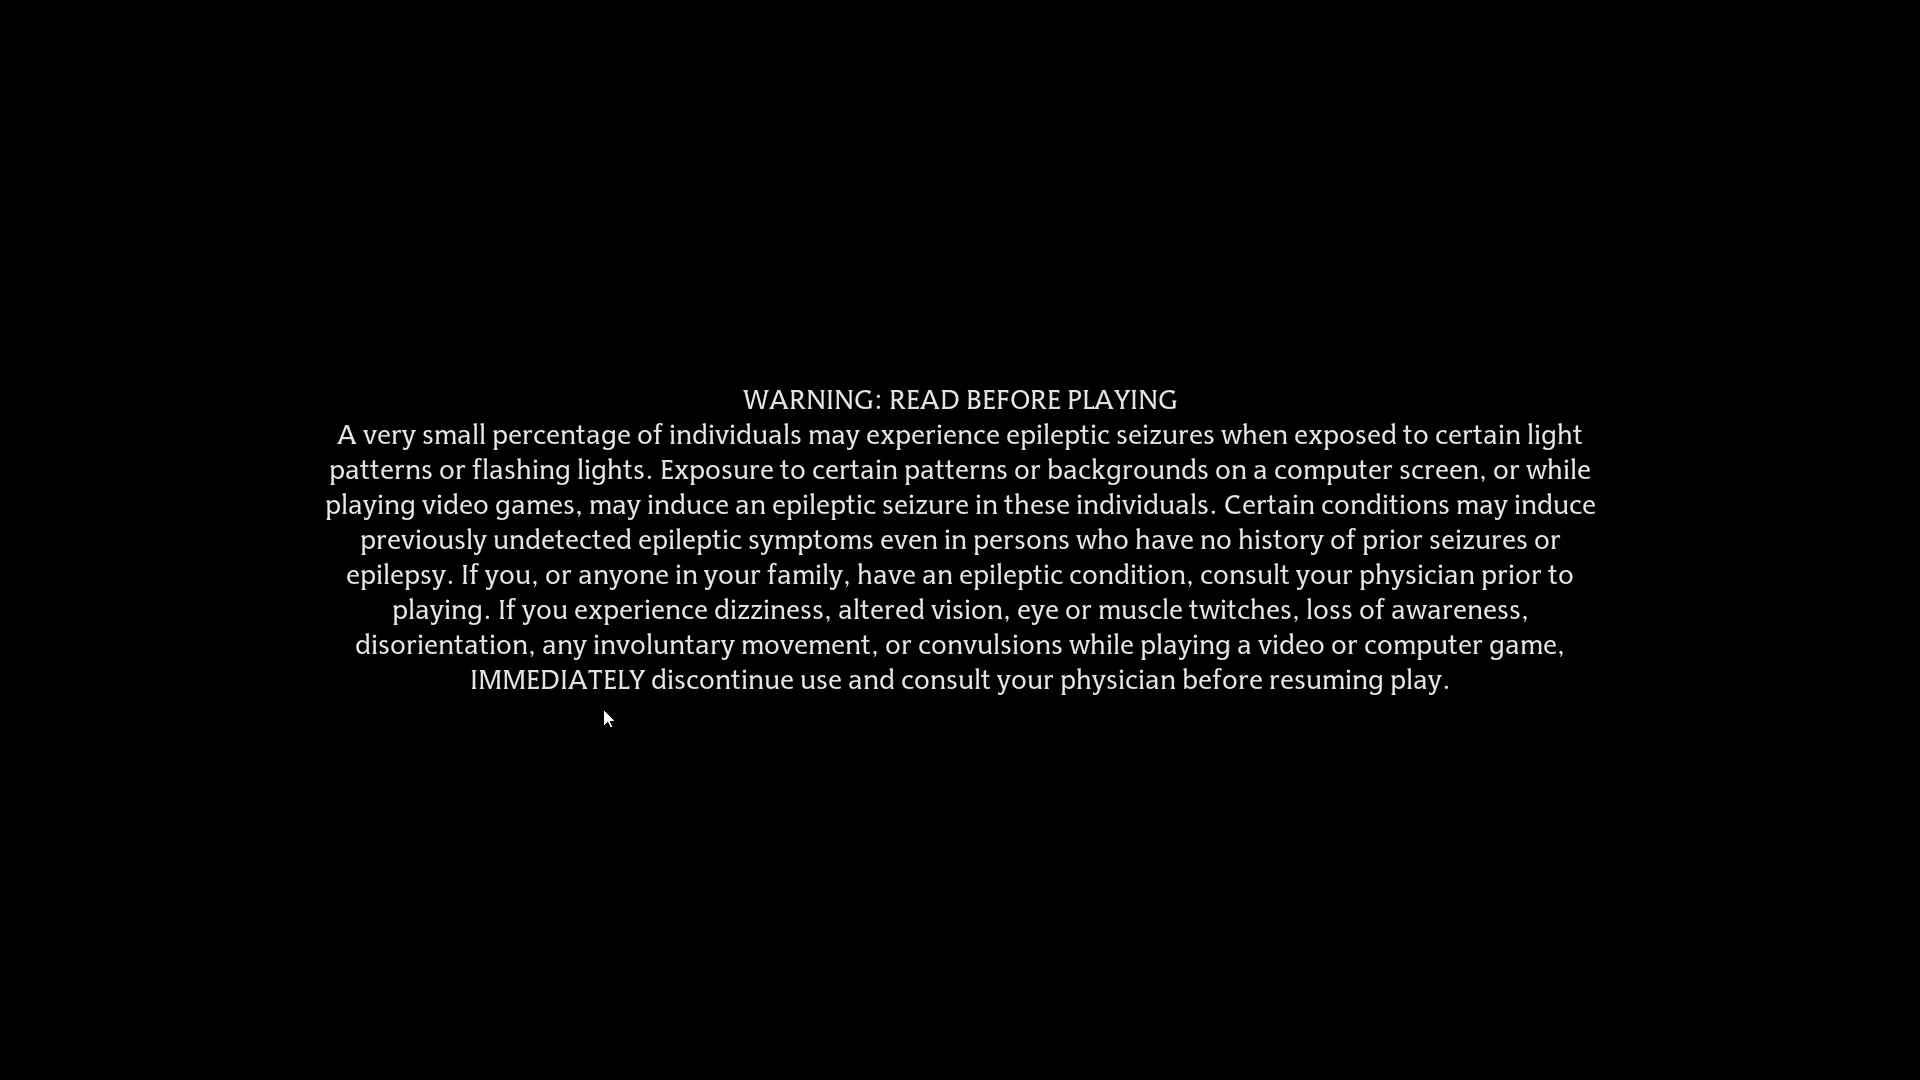 WARNING: READ BEFORE PLAYING
A very small percentage of individuals may experience epileptic seizures when exposed to certain light
patterns or flashing lights. Exposure to certain patterns or backgrounds on a computer screen, or while
playing video games, may induce an epileptic seizure in these individuals. Certain conditions may induce
previously undetected epileptic symptoms even in persons who have no history of prior seizures or
epilepsy. If you, or anyone in your family, have an epileptic condition, consult your physician prior to
playing. If you experience dizziness, altered vision, eye or muscle twitches, loss of awareness,
disorientation, any involuntary movement, or convulsions while playing a video or computer game,
IMMEDIATELY discontinue use and consult your physician before resuming play.